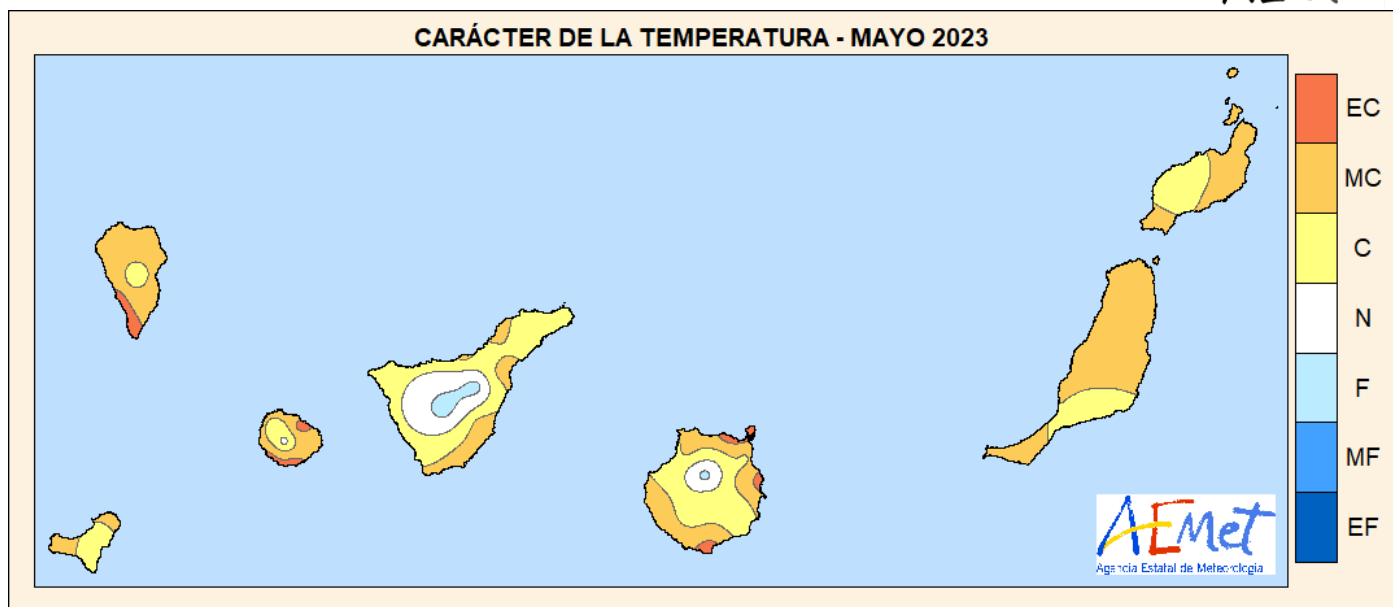 CARÁCTER DE LA TEMPERATURA - MAYO 2023
EC
MC
C
N
F
MF
EF
AEMet
Agencia Estatal de Meteorología